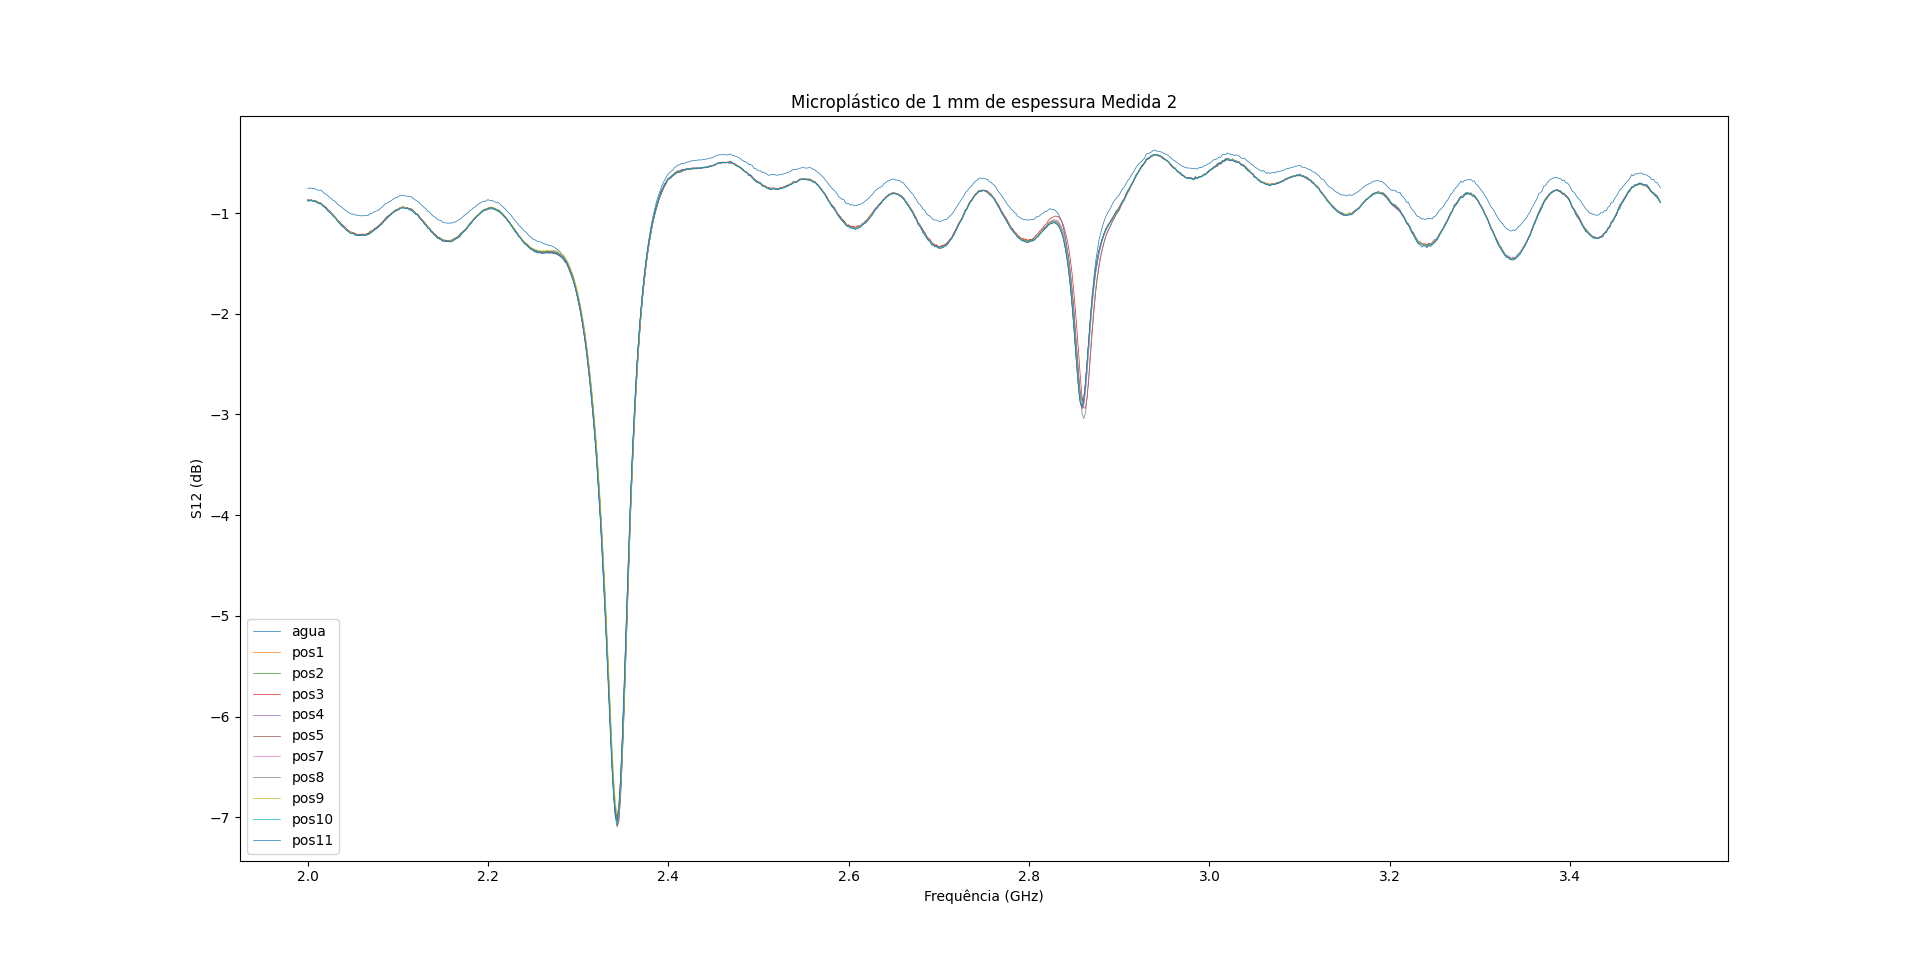 Microplástico de 1 mm de espessura Medida 2
S12 (dB)
−1
−2
−3
−4
−5
−6
−7
agua
pos1
pos2
pos3
pos4
pos5
pos7
pos8
pos9
pos10
pos11
2.0 2.2 2.4 2.6 2.8 3.0 3.2 3.4
Frequência (GHz)